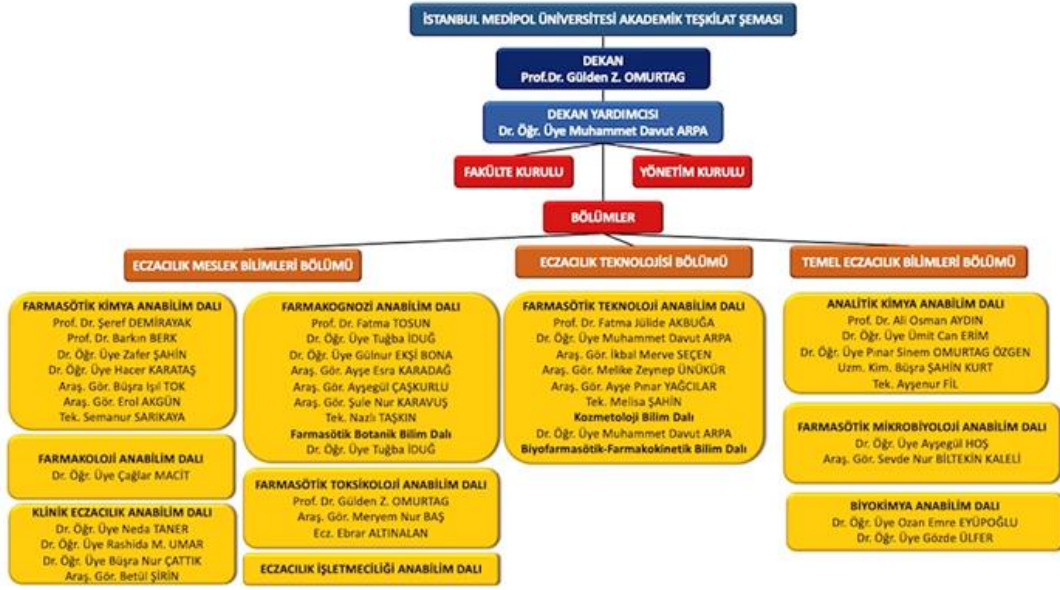 İSTANBUL MEDİPOL ÜNİVERSİTESİ AKADEMİK TEŞKİLAT ŞEMASI
DEKAN
Prof.Dr. Gülden Z. OMURTAG
DEKAN YARDIMCISI
Dr. Öğr. Üye Muhammet Davut ARPA
FAKÜLTE KURULU
YÖNETİM KURULU
BÖLÜMLER
ECZACILIK MESLEK BİLİMLERİ BÖLÜMÜ
ECZACILIK TEKNOLOJİSİ BÖLÜMÜ
TEMEL ECZACILIK BİLİMLERİ BÖLÜMÜ
FARMASÖTİK KİMYA ANABİLİM DALI
Prof. Dr. Şeref DEMİRAYAK
Prof. Dr. Barkın BERK
Dr. Öğr. Üye Zafer ŞAHİN
Dr. Öğr. Üye Hacer KARATAŞ
Araş. Gör. Büşra Işıl TOK
Araş. Gör. Erol AKGÜN
Tek. Semanur SARIKAYA
FARMAKOLOJİ ANABİLİM DALI
Dr. Öğr. Üye Çağlar MACİT
KLİNİK ECZACILIK ANABİLİM DALI
Dr. Öğr. Üye Neda TANER
Dr. Öğr. Üye Rashida M. UMAR
Dr. Öğr. Üye Büşra Nur ÇATTIK
Araş. Gör. Betül ŞİRİN
FARMAKOGNOZİ ANABİLİM DALI
Prof. Dr. Fatma TOSUN
Dr. Öğr. Üye Tuğba İDUĞ
Dr. Öğr. Üye Gülnur EKŞİ BONA
Araş. Gör. Ayşe Esra KARADAĞ
Araş. Gör. Ayşegül ÇAŞKURLU
Araş. Gör. Şule Nur KARAVUŞ
Tek. Nazlı TAŞKIN
Farmasötik Botanik Bilim Dalı
Dr. Öğr. Üye Tuğba İDUĞ
FARMASÖTİK TOKSİKOLOJİ ANABİLİM DALI
Prof. Dr. Gülden Z. OMURTAG
Araş. Gör. Meryem Nur BAŞ
Ecz. Ebrar ALTINALAN
ECZACILIK İŞLETMECİLİĞİ ANABİLİM DALI
FARMASÖTİK TEKNOLOJİ ANABİLİM DALI
Prof. Dr. Fatma Jülide AKBUĞA
Dr. Öğr. Üye Muhammet Davut ARPA
Araş. Gör. İkbal Merve SEÇEN
Araş. Gör. Melike Zeynep ÜNÜKÜR
Araş. Gör. Ayşe Pınar YAĞCILAR
Tek. Melisa ŞAHİN
Kozmetoloji Bilim Dalı
Dr. Öğr. Üye Muhammet Davut ARPA
Biyofarmasötik-Farmakokinetik Bilim Dalı
ANALİTİK KİMYA ANABİLİM DALI
Prof. Dr. Ali Osman AYDIN
Dr. Öğr. Üye Ümit Can ERİM
Dr. Öğr. Üye Pınar Sinem OMURTAG ÖZGEN
Uzm. Kim. Büşra ŞAHİN KURT
Tek. Ayşenur FİL
FARMASÖTİK MİKROBİYOLOJİ ANABİLİM DALI
Dr. Öğr. Üye Ayşegül HOŞ
Araş. Gör. Sevde Nur BİLTEKİN KALELİ
BİYOKİMYA ANABİLİM DALI
Dr. Öğr. Üye Ozan Emre EYÜPOĞLU
Dr. Öğr. Üye Gözde ÜLFER